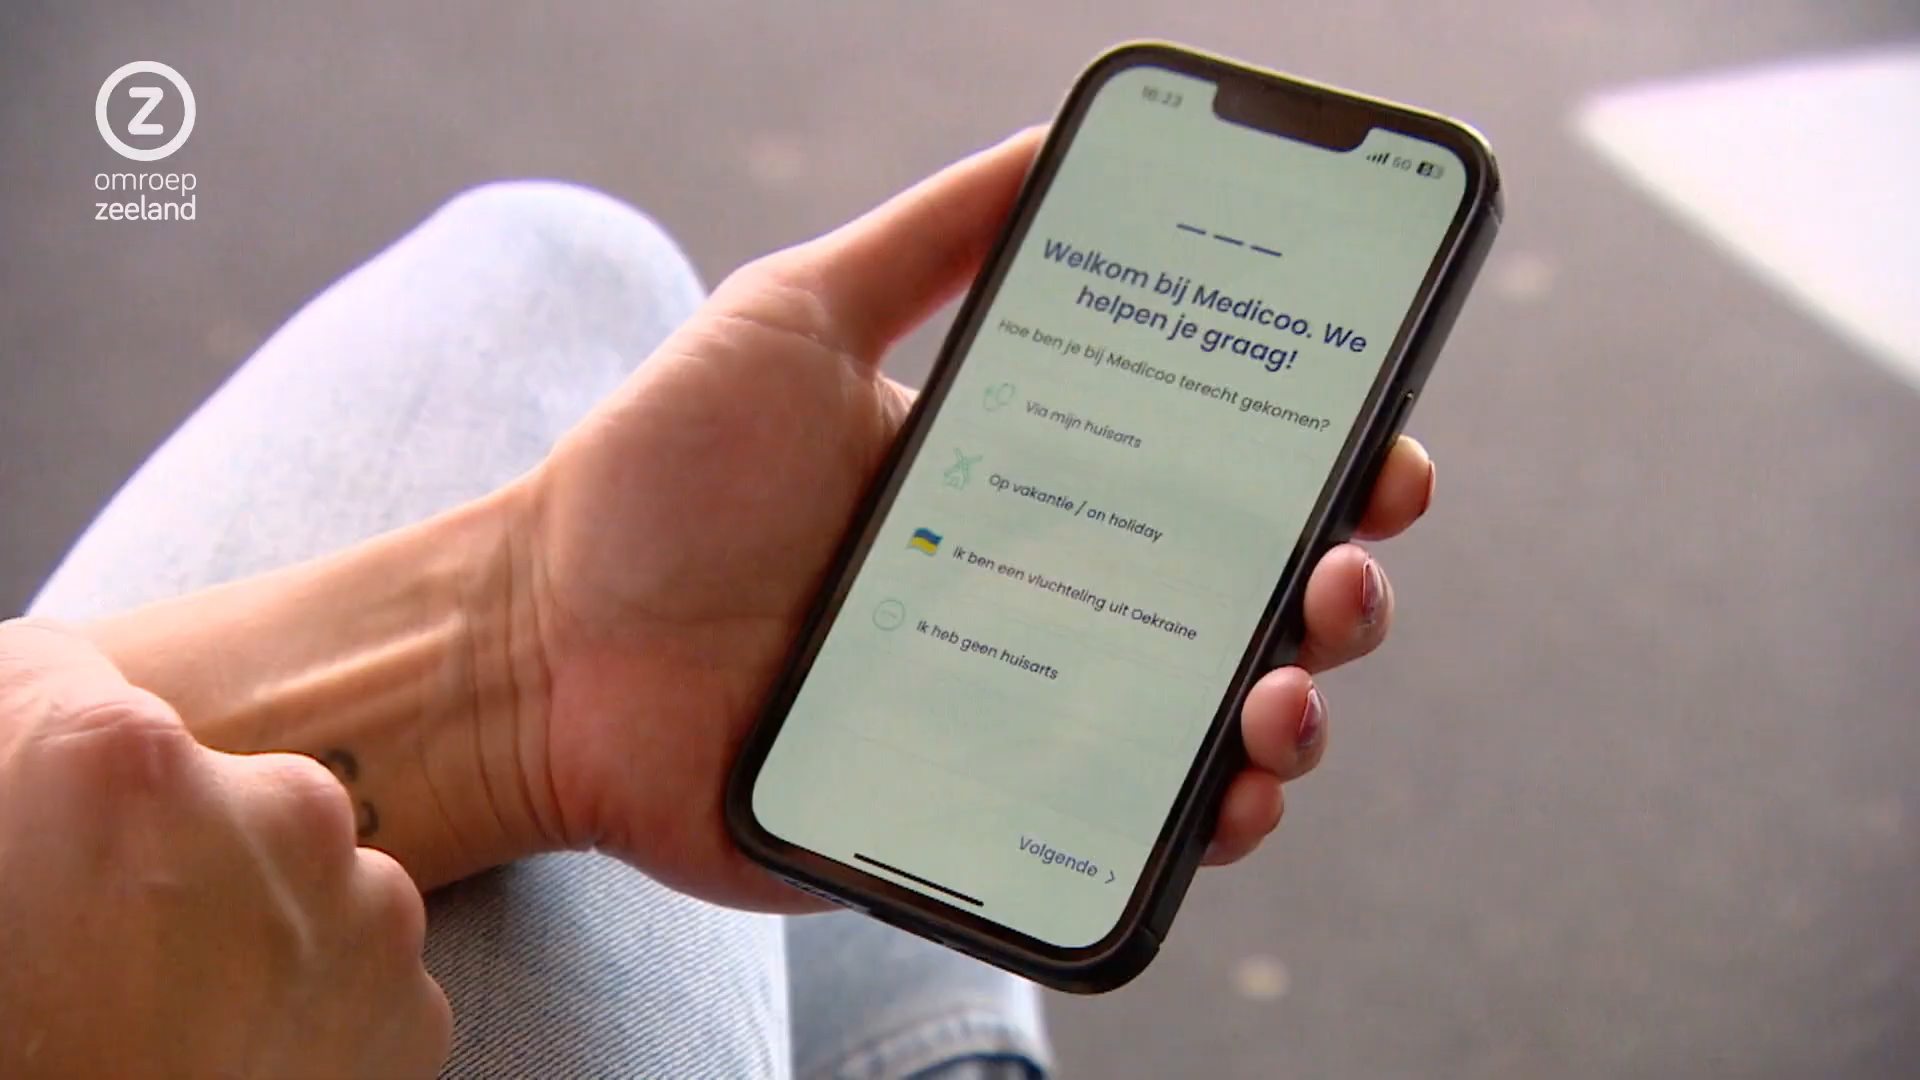 Z
omroep
zeeland
16:23
5G
Welkom bij Medicoo. We
helpen je graag!
Hoe ben je bij Medicoo terecht gekomen?
Via mijn huisarts
Op vakantie / on holiday
Ik ben een vluchteling uit Oekraïne
Ik heb geen huisarts
Volgende >